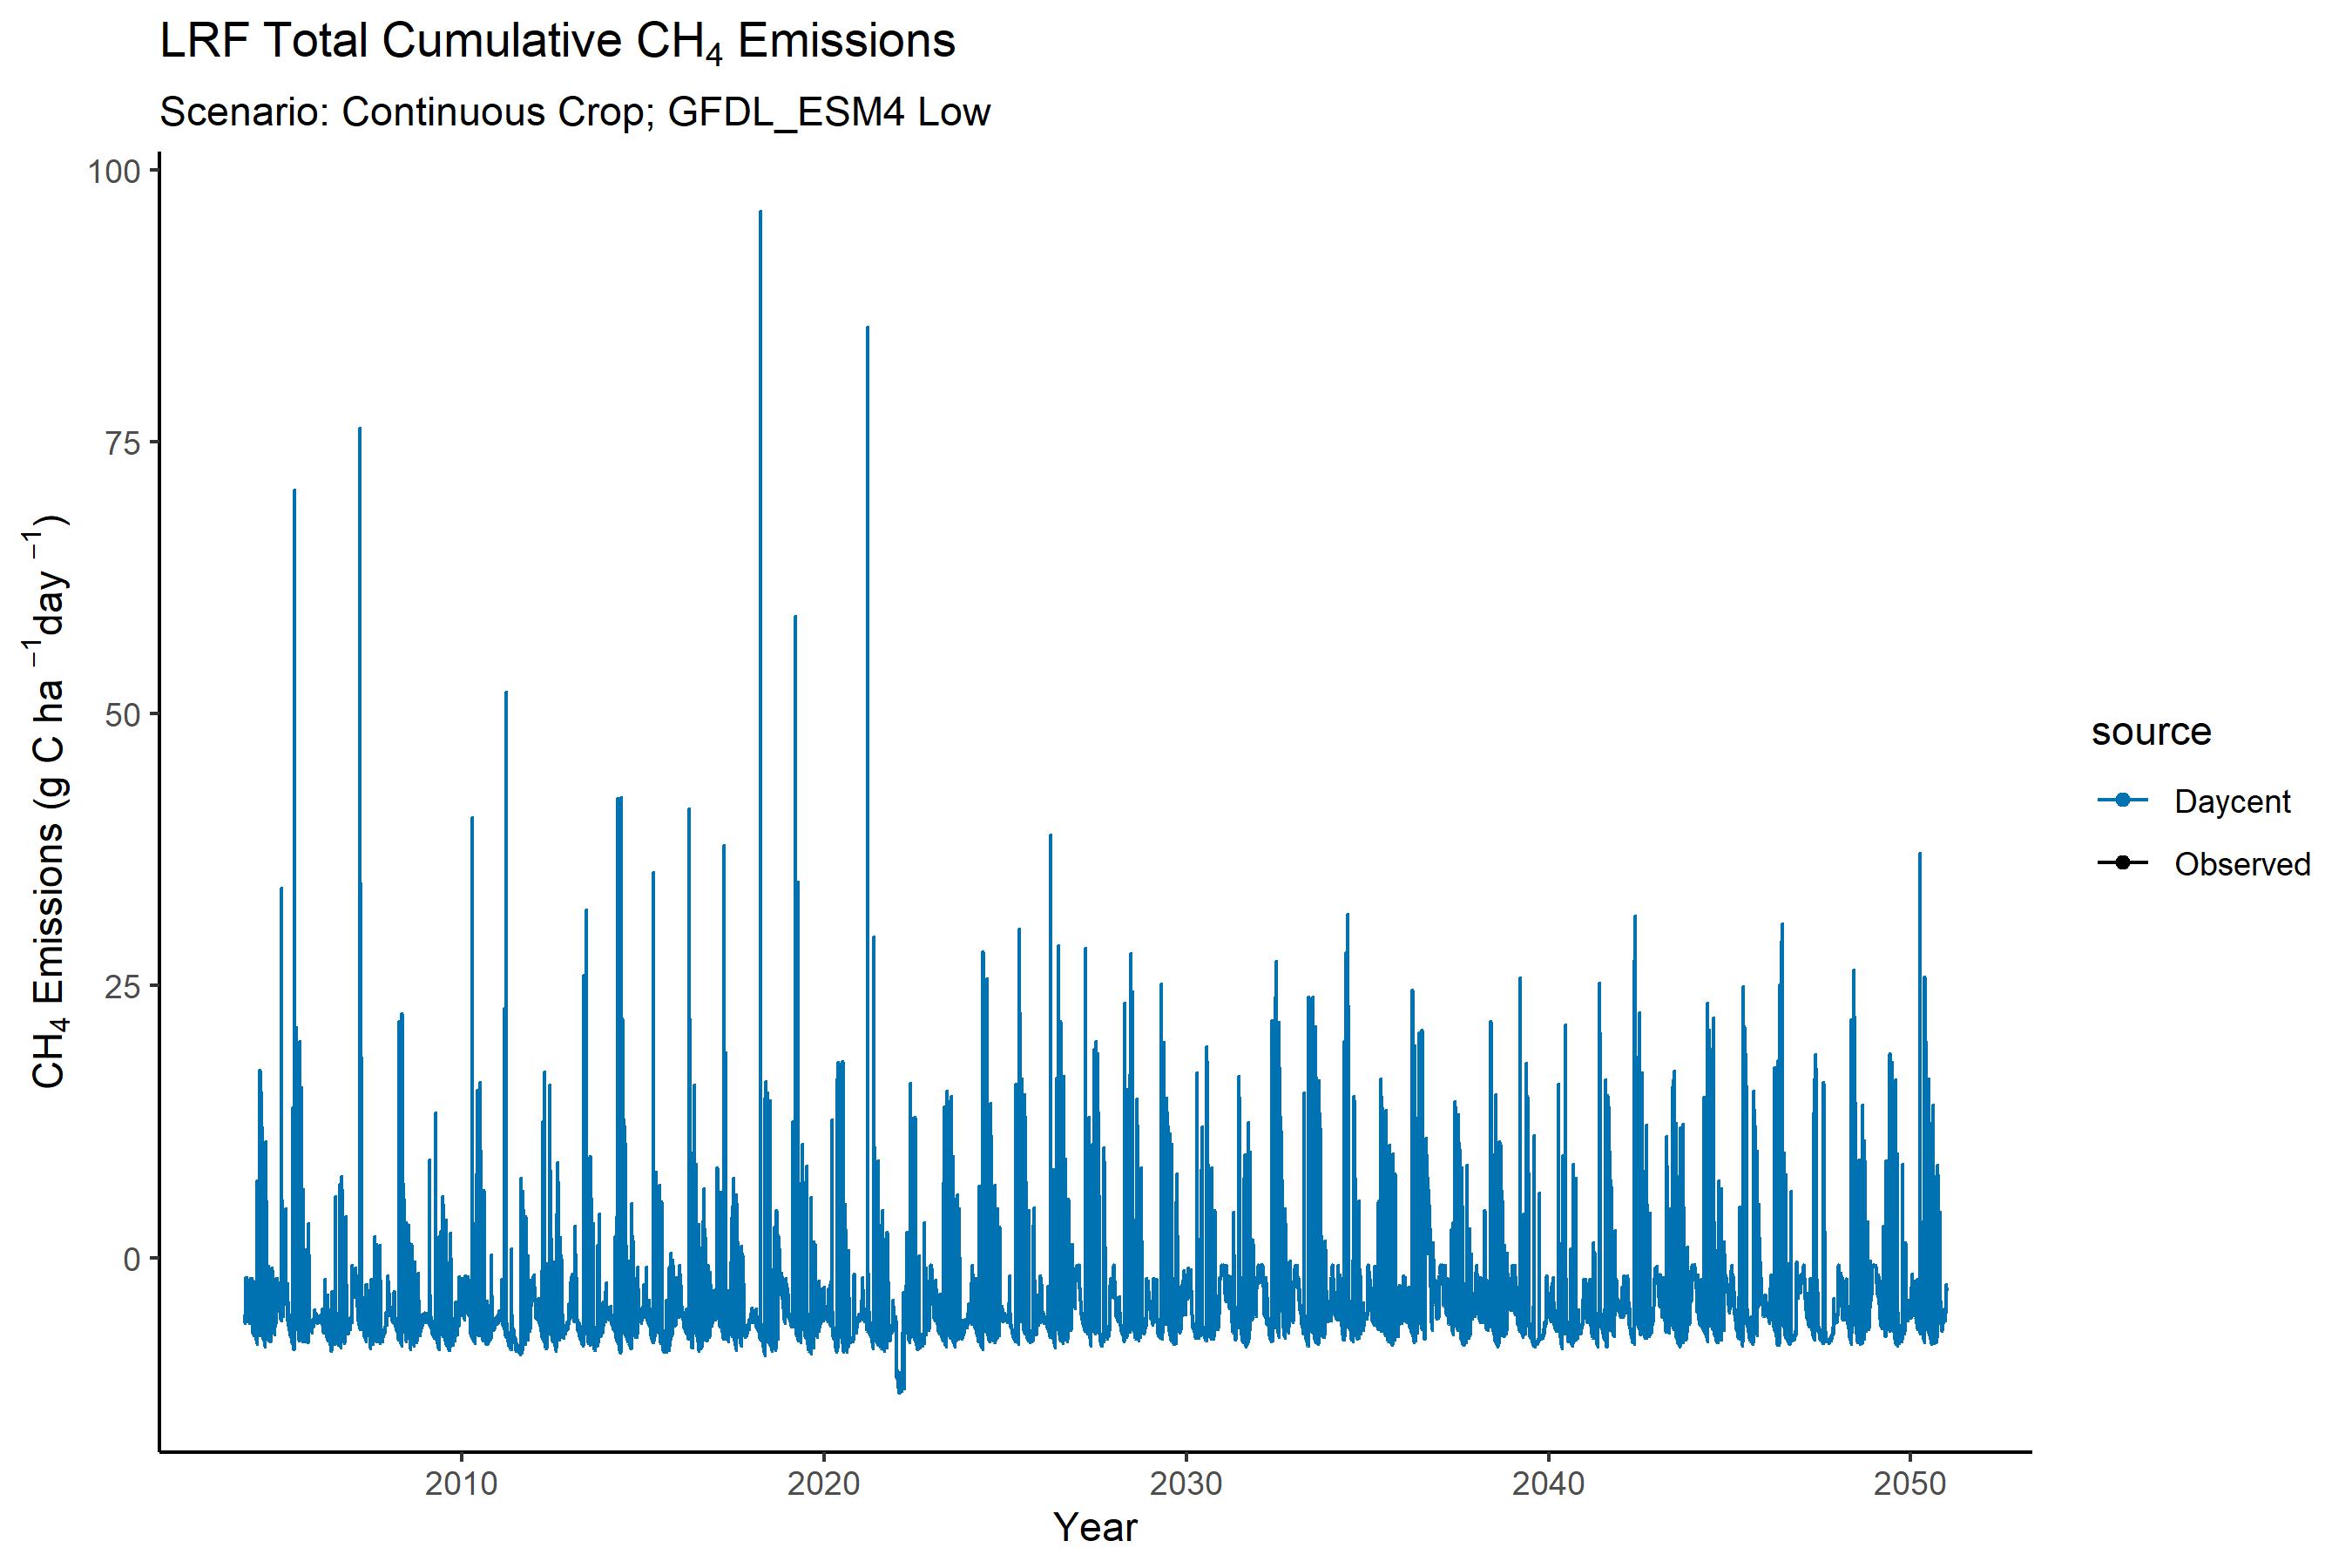 LRF Total Cumulative CH₄ Emissions
Scenario: Continuous Crop; GFDL_ESM4 Low
CH₄ Emissions (g C ha ⁻¹day ⁻¹)
100
75
50
25
0
2010 2020 2030 2040 2050
Year
source
Daycent
Observed